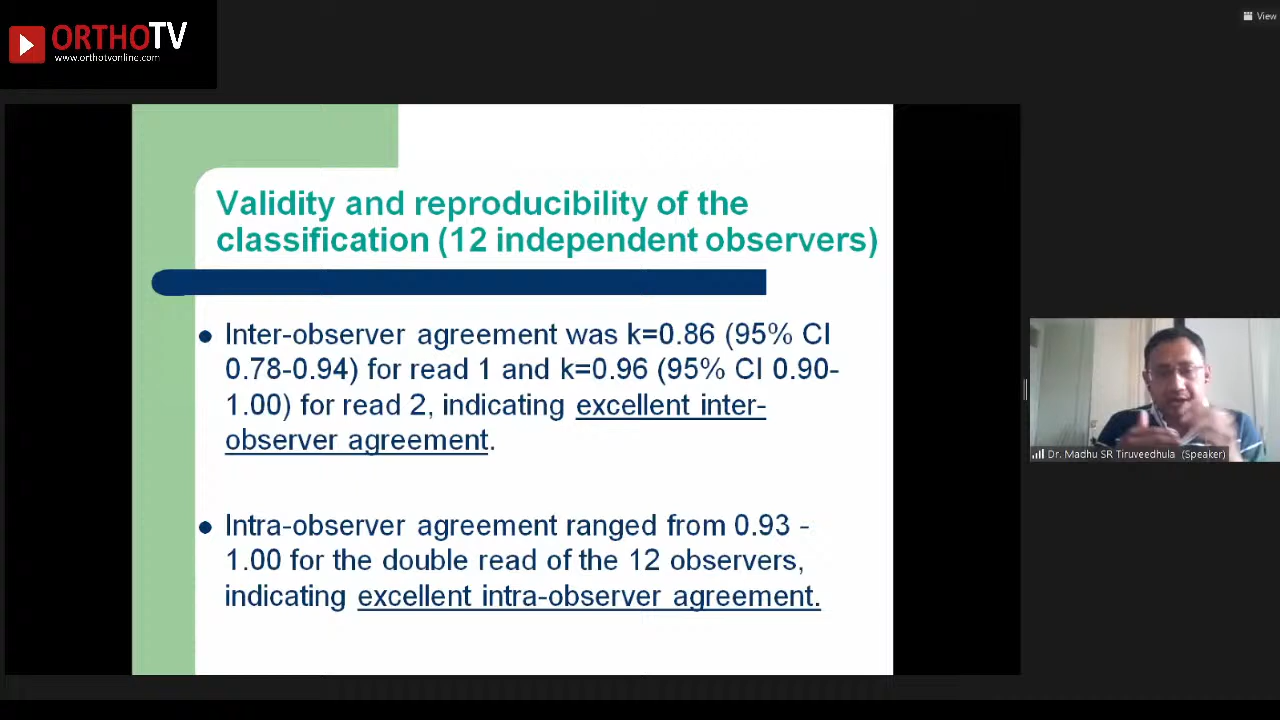 ORTHOTV
www.orthotvonline.com
View
Validity and reproducibility of the
classification (12 independent observers)
• Inter-observer agreement was k=0.86 (95% CI
0.78-0.94) for read 1 and k=0.96 (95% CI 0.90-
1.00) for read 2, indicating excellent inter-
observer agreement.
• Intra-observer agreement ranged from 0.93 -
1.00 for the double read of the 12 observers,
indicating excellent intra-observer agreement.
Dr. Madhu SR Tiruveedhula (Speaker)